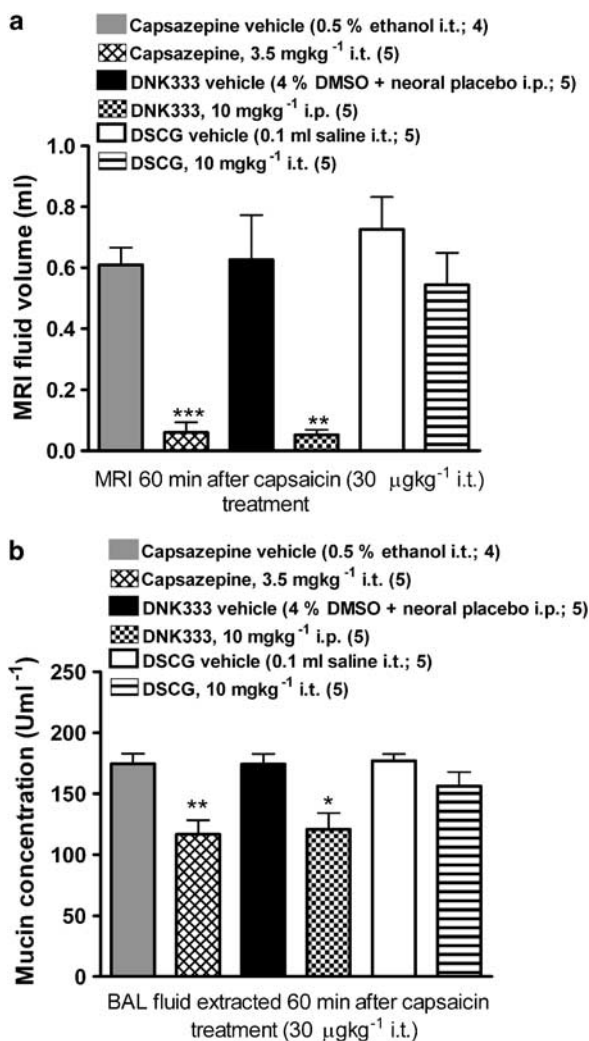 a
Capsazepine vehicle (0.5 % ethanol i.t.; 4)
Capsazepine, 3.5 mgkg⁻¹ i.t. (5)
DNK333 vehicle (4 % DMSO + neoral placebo i.p.; 5)
DNK333, 10 mgkg⁻¹ i.p. (5)
DSCG vehicle (0.1 ml saline i.t.; 5)
DSCG, 10 mgkg⁻¹ i.t. (5)
MRI fluid volume (ml)
1.0
0.8
0.6
0.4
0.2
0.0
***
**
MRI 60 min after capsaicin (30 μgkg⁻¹ i.t.)
treatment
b
Capsazepine vehicle (0.5 % ethanol i.t.; 4)
Capsazepine, 3.5 mgkg⁻¹ i.t. (5)
DNK333 vehicle (4 % DMSO + neoral placebo i.p.; 5)
DNK333, 10 mgkg⁻¹ i.p. (5)
DSCG vehicle (0.1 ml saline i.t.; 5)
DSCG, 10 mgkg⁻¹ i.t. (5)
Mucin concentration (Uml⁻¹)
250
200
150
100
50
0
**
*
BAL fluid extracted 60 min after capsaicin
treatment (30 μgkg⁻¹ i.t.)